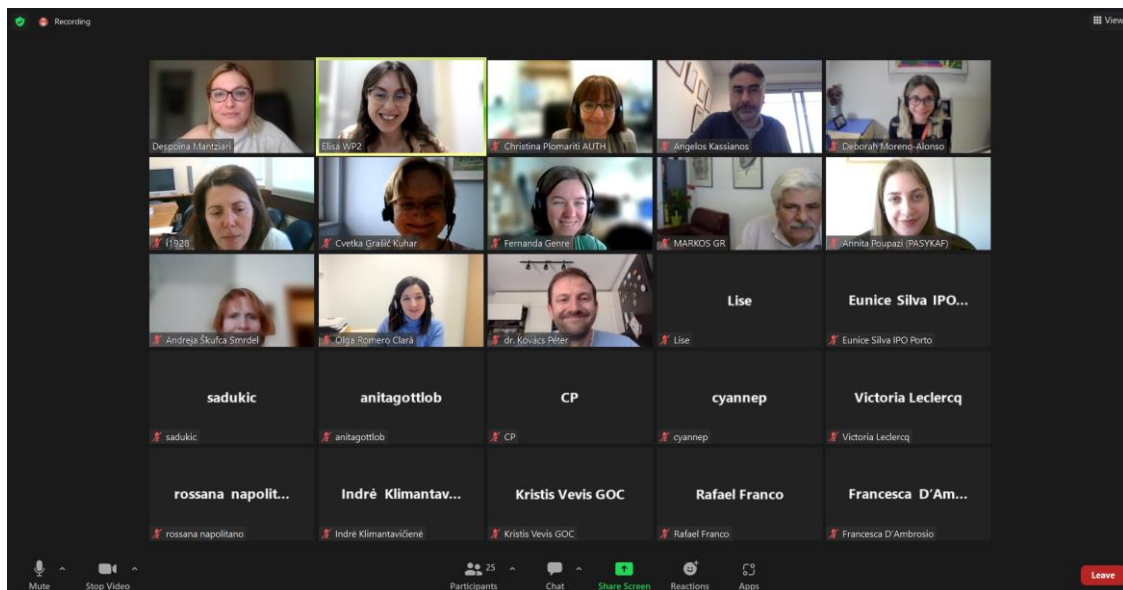 Recording
View
Despoina Mantziari
Elisa WP2
Christina Plomariti AUTH
Angelos Kassianos
Deborah Moreno-Alonso
i1928
Cvetka Grašič Kuhar
Fernanda Genre
MARKOS GR
Annita Poupazi (PASYKAF)
Andreja Škufca Smrdel
Olga Romero Clarà
dr. Kovács Péter
Lise
Lise
Eunice Silva IPO...
Eunice Silva IPO Porto
sadukic
sadukic
anitagottlob
anitagottlob
CP
CP
cyannep
cyannep
Victoria Leclercq
Victoria Leclercq
rossana napolit...
rossana napolitano
Indrė Klimantav...
Indrė Klimantavičienė
Kristis Vevis GOC
Kristis Vevis GOC
Rafael Franco
Rafael Franco
Francesca D'Am...
Francesca D'Ambrosio
Mute
Stop Video
25
Participants
Chat
Share Screen
Reactions
Apps
Leave